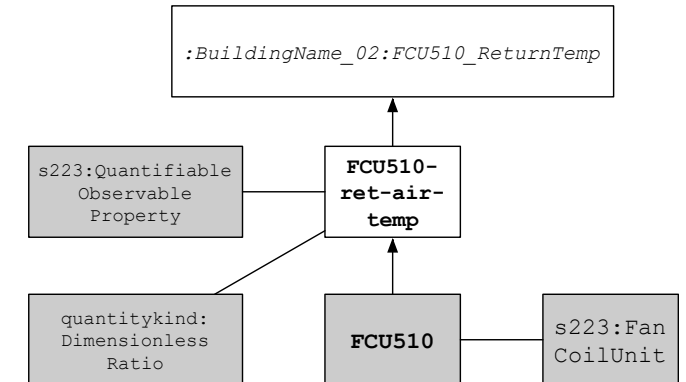 :BuildingName_02:FCU510_ReturnTemp
s223:Quantifiable
Observable
Property
FCU510-
ret-air-
temp
quantitykind:
Dimensionless
Ratio
FCU510
s223:Fan
CoilUnit